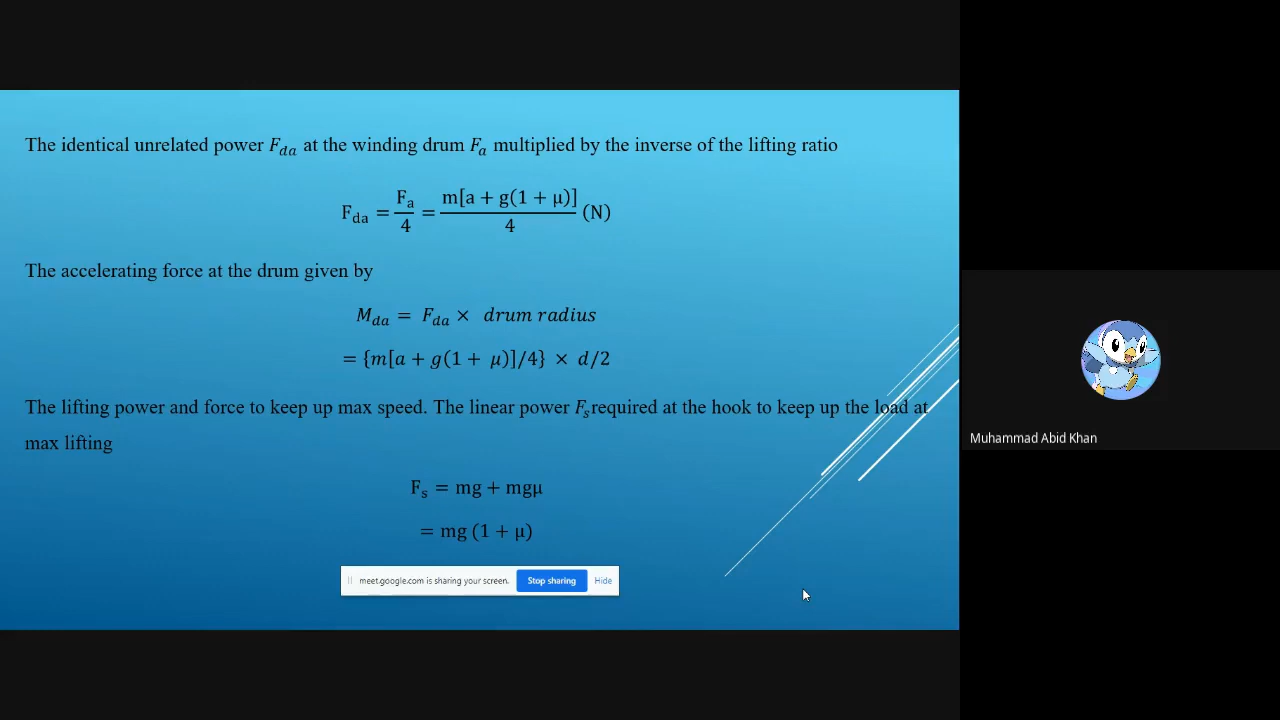 The identical unrelated power F_da at the winding drum F_a multiplied by the inverse of the lifting ratio
F_da = F_a/4 = m[a + g(1 + μ)]/4 (N)
The accelerating force at the drum given by
M_da = F_da × drum radius
= {m[a + g(1 + μ)]/4} × d/2
The lifting power and force to keep up max speed. The linear power F_s required at the hook to keep up the load at
max lifting
F_s = mg + mgμ
= mg (1 + μ)
meet.google.com is sharing your screen. Stop sharing Hide
Muhammad Abid Khan